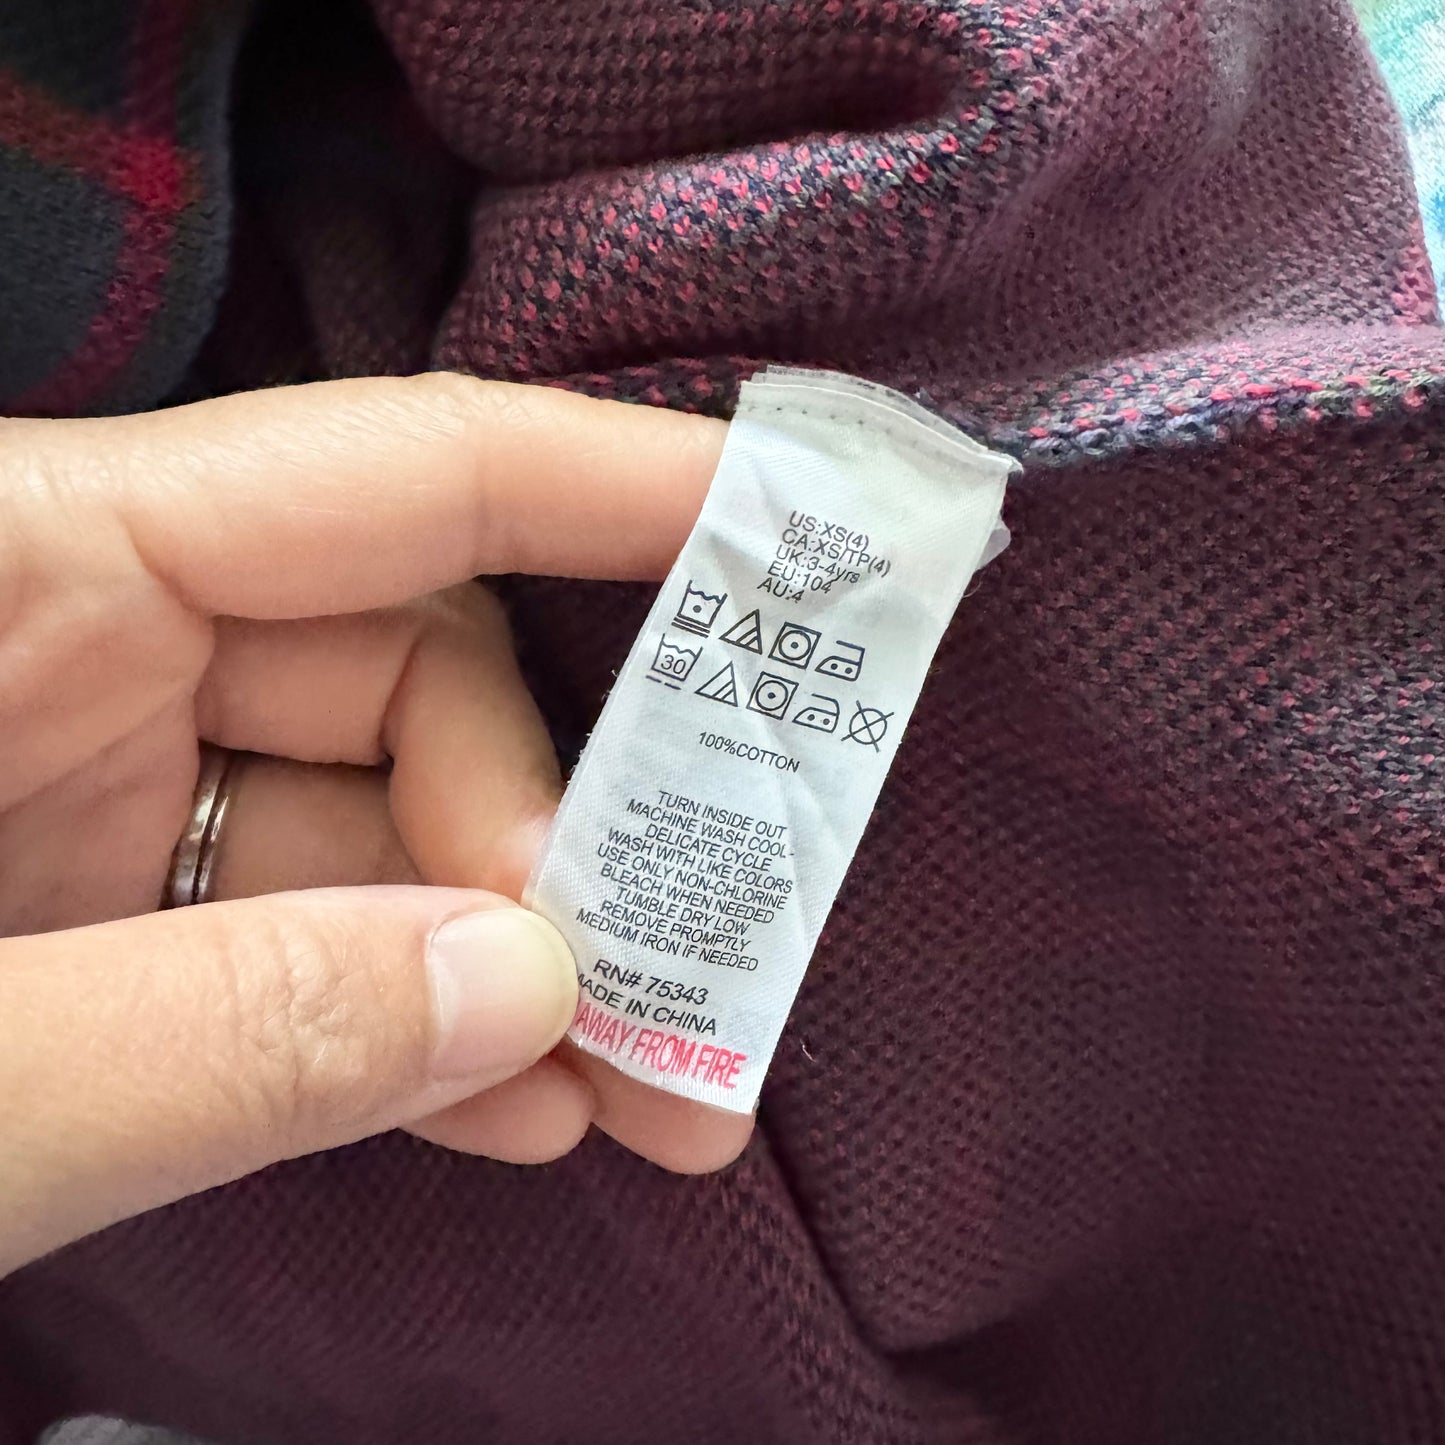 US:XS(4)
CA:XS/TP(4)
UK:3-4yrs
EU:104
AU:4
30
100%COTTON
TURN INSIDE OUT
MACHINE WASH COOL-
DELICATE CYCLE
WASH WITH LIKE COLORS
USE ONLY NON-CHLORINE
BLEACH WHEN NEEDED
TUMBLE DRY LOW
REMOVE PROMPTLY
MEDIUM IRON IF NEEDED
RN# 75343
MADE IN CHINA
AWAY FROM FIRE